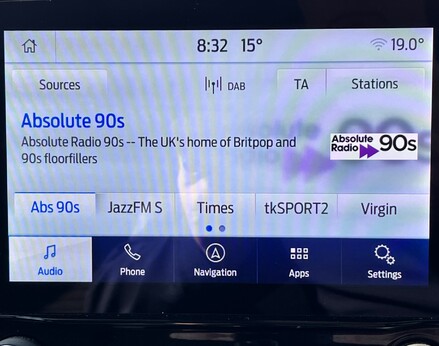 8:32 15° 19.0°
Sources DAB TA Stations
Absolute 90s
Absolute Radio 90s -- The UK's home of Britpop and
90s floorfillers
Absolute
Radio 90s
Abs 90s JazzFM S Times tkSPORT2 Virgin
Audio Phone Navigation Apps Settings